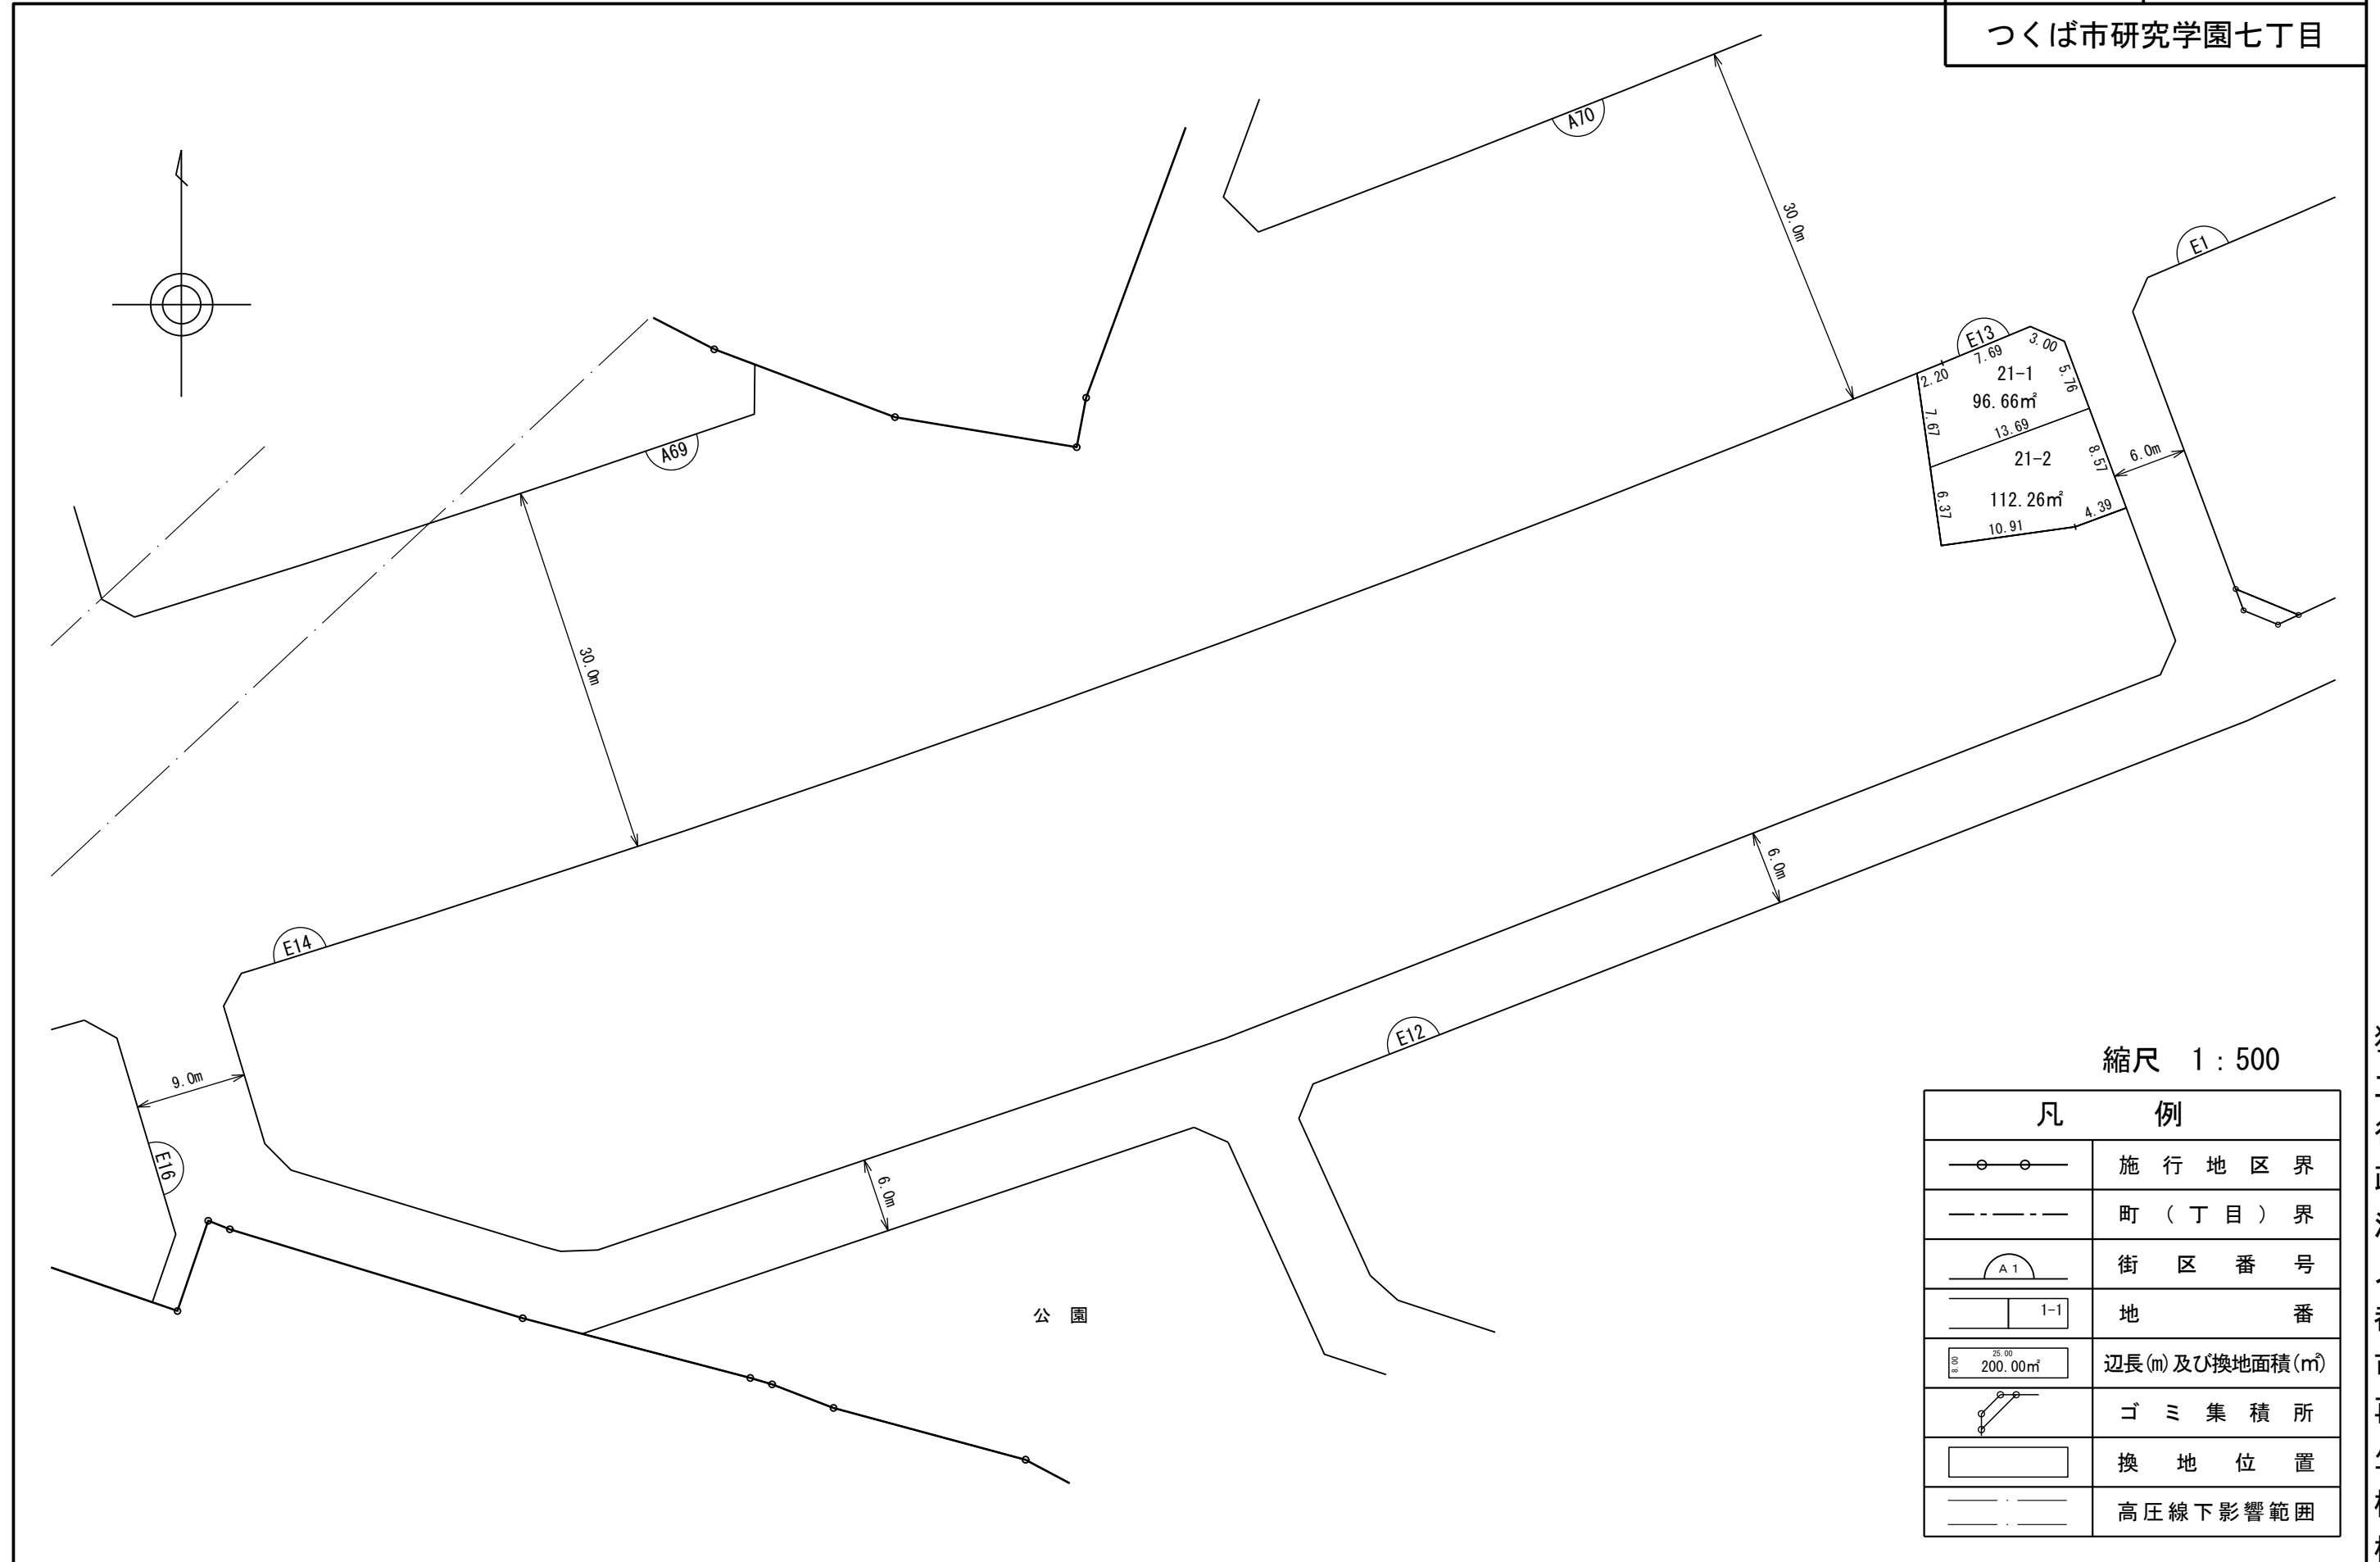 つくば市研究学園七丁目
A70
30.0m
E1
E13
2.20
7.69
3.00
21-1
5.76
96.66㎡
7.67
13.69
21-2
8.57
6.0m
112.26㎡
6.37
10.91
4.39
A69
30.0m
6.0m
E14
E12
9.0m
E16
6.0m
公園
縮尺 1:500
凡例
施行地区界
町(丁目)界
A1 街区番号
1-1 地番
8.00 25.00 200.00㎡ 辺長(m)及び換地面積(㎡)
ゴミ集積所
換地位置
高圧線下影響範囲